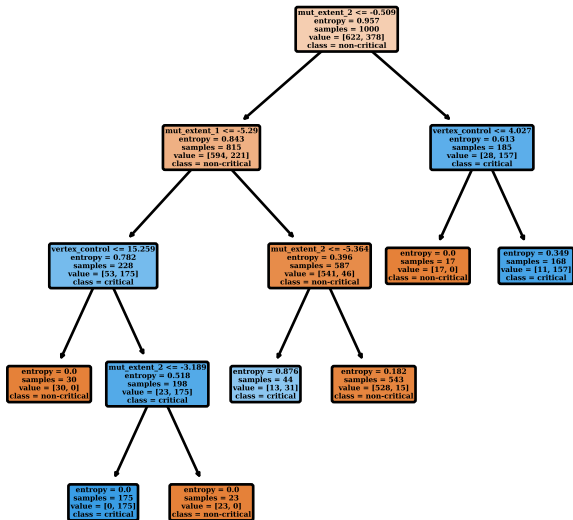 mut_extent_2 <= -0.509
entropy = 0.957
samples = 1000
value = [622, 378]
class = non-critical
mut_extent_1 <= -5.29
entropy = 0.843
samples = 815
value = [594, 221]
class = non-critical
vertex_control <= 4.027
entropy = 0.613
samples = 185
value = [28, 157]
class = critical
vertex_control <= 15.259
entropy = 0.782
samples = 228
value = [53, 175]
class = critical
mut_extent_2 <= -5.364
entropy = 0.396
samples = 587
value = [541, 46]
class = non-critical
entropy = 0.0
samples = 17
value = [17, 0]
class = non-critical
entropy = 0.349
samples = 168
value = [11, 157]
class = critical
entropy = 0.0
samples = 30
value = [30, 0]
class = non-critical
mut_extent_2 <= -3.189
entropy = 0.518
samples = 198
value = [23, 175]
class = critical
entropy = 0.876
samples = 44
value = [13, 31]
class = critical
entropy = 0.182
samples = 543
value = [528, 15]
class = non-critical
entropy = 0.0
samples = 175
value = [0, 175]
class = critical
entropy = 0.0
samples = 23
value = [23, 0]
class = non-critical